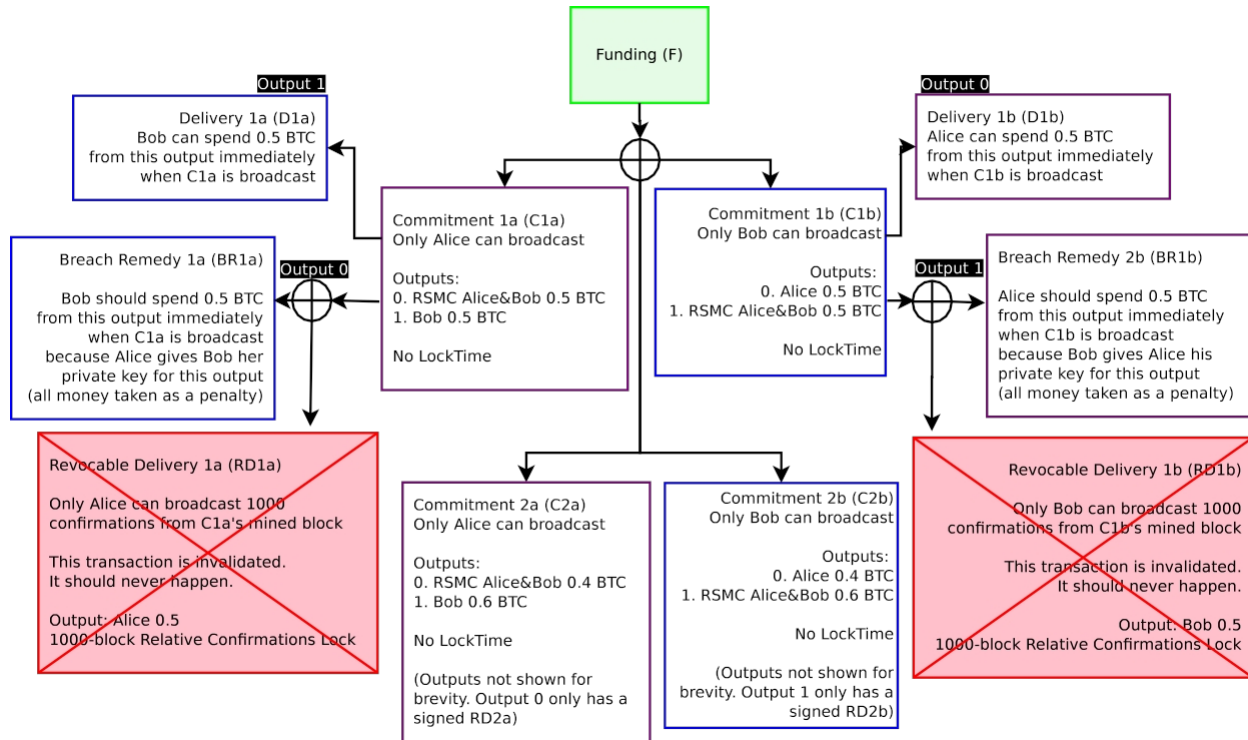 Funding (F)
Output 1
Delivery 1a (D1a)
Bob can spend 0.5 BTC
from this output immediately
when C1a is broadcast
Output 0
Delivery 1b (D1b)
Alice can spend 0.5 BTC
from this output immediately
when C1b is broadcast
Commitment 1a (C1a)
Only Alice can broadcast
Outputs:
0. RSMC Alice&Bob 0.5 BTC
1. Bob 0.5 BTC
No LockTime
Commitment 1b (C1b)
Only Bob can broadcast
Outputs:
0. Alice 0.5 BTC
1. RSMC Alice&Bob 0.5 BTC
No LockTime
Breach Remedy 1a (BR1a)
Bob should spend 0.5 BTC
from this output immediately
when C1a is broadcast
because Alice gives Bob her
private key for this output
(all money taken as a penalty)
Output 0
Output 1
Breach Remedy 2b (BR1b)
Alice should spend 0.5 BTC
from this output immediately
when C1b is broadcast
because Bob gives Alice his
private key for this output
(all money taken as a penalty)
Revocable Delivery 1a (RD1a)
Only Alice can broadcast 1000
confirmations from C1a's mined block
This transaction is invalidated.
It should never happen.
Output: Alice 0.5
1000-block Relative Confirmations Lock
Commitment 2a (C2a)
Only Alice can broadcast
Outputs:
0. RSMC Alice&Bob 0.4 BTC
1. Bob 0.6 BTC
No LockTime
(Outputs not shown for
brevity. Output 0 only has a
signed RD2a)
Commitment 2b (C2b)
Only Bob can broadcast
Outputs:
0. Alice 0.4 BTC
1. RSMC Alice&Bob 0.6 BTC
No LockTime
(Outputs not shown for
brevity. Output 1 only has a
signed RD2b)
Revocable Delivery 1b (RD1b)
Only Bob can broadcast 1000
confirmations from C1b's mined block
This transaction is invalidated.
It should never happen.
Output: Bob 0.5
1000-block Relative Confirmations Lock